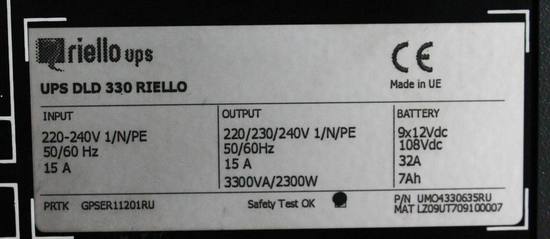 riello ups
CE
UPS DLD 330 RIELLO
Made in UE
INPUT
220-240V 1/N/PE
50/60 Hz
15 A
OUTPUT
220/230/240V 1/N/PE
50/60Hz
15 A
3300VA/2300W
BATTERY
9x12Vdc
108Vdc
32A
7Ah
PRTK GPSER11201RU
Safety Test OK
P/N UMO4330635RU
MAT LZ09UT709100007